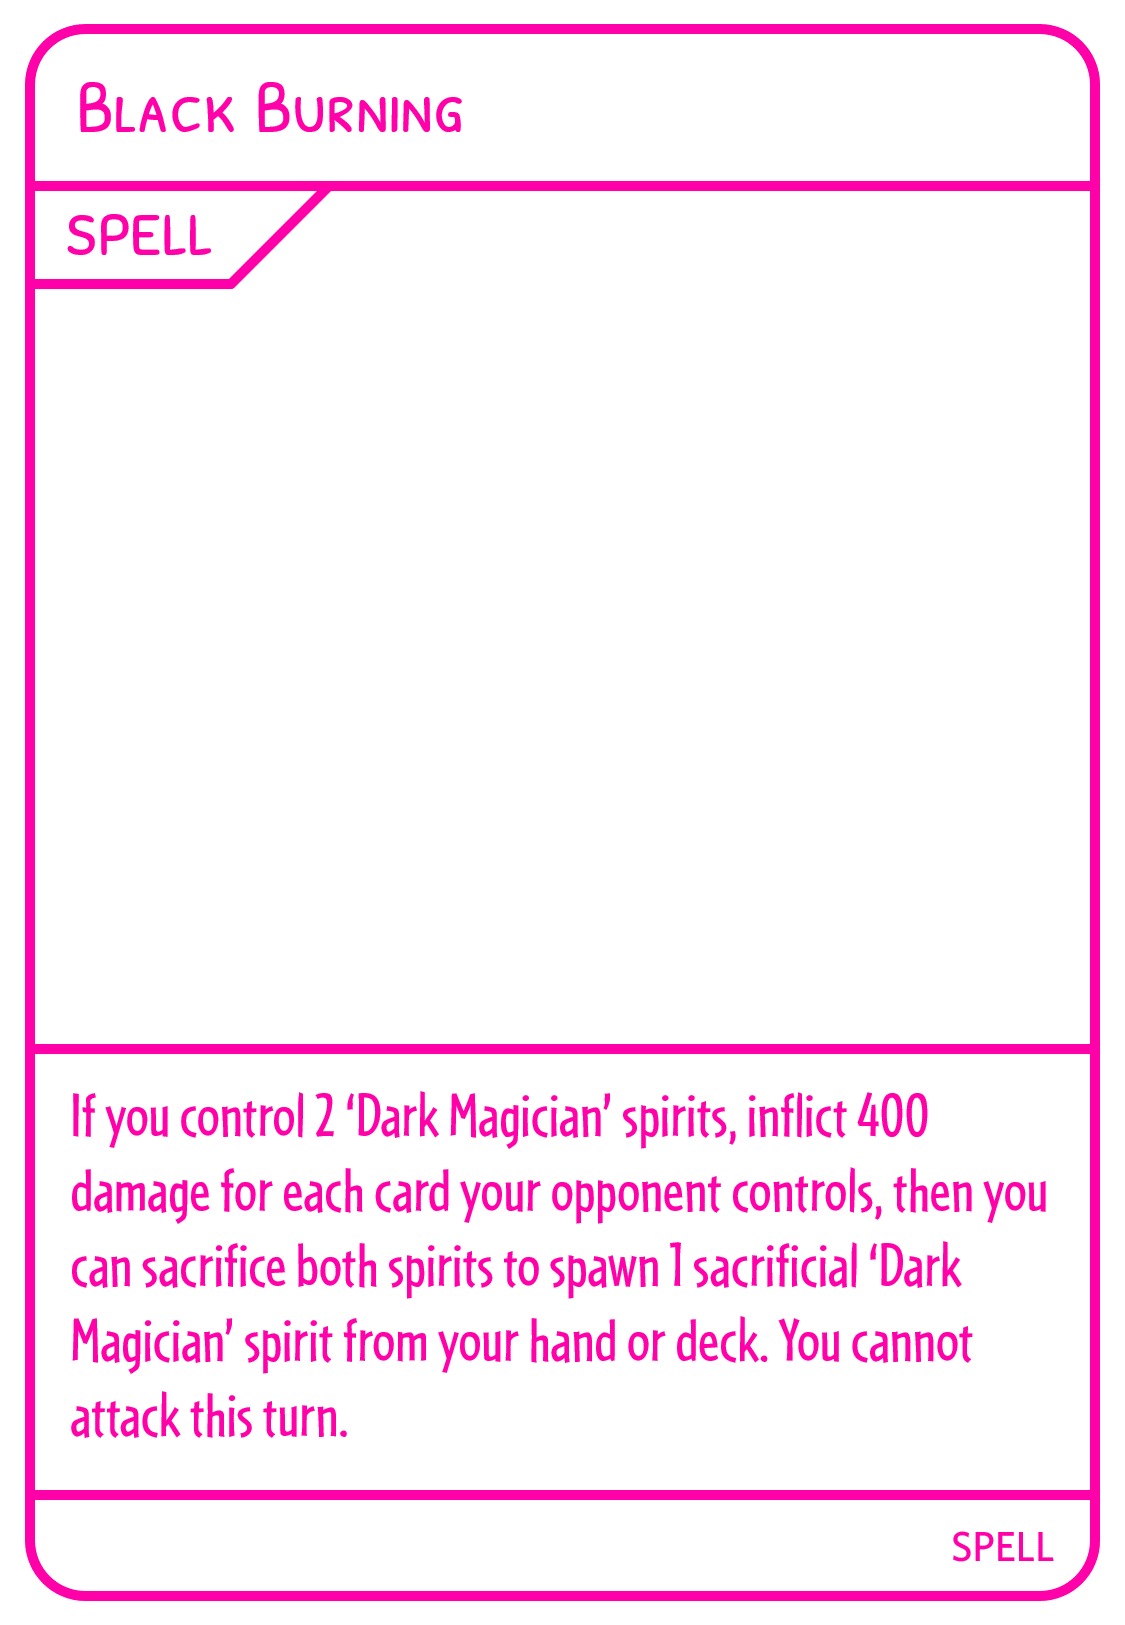 Black Burning
SPELL
If you control 2 ‘Dark Magician’ spirits, inflict 400
damage for each card your opponent controls, then you
can sacrifice both spirits to spawn 1 sacrificial ‘Dark
Magician’ spirit from your hand or deck. You cannot
attack this turn.
SPELL